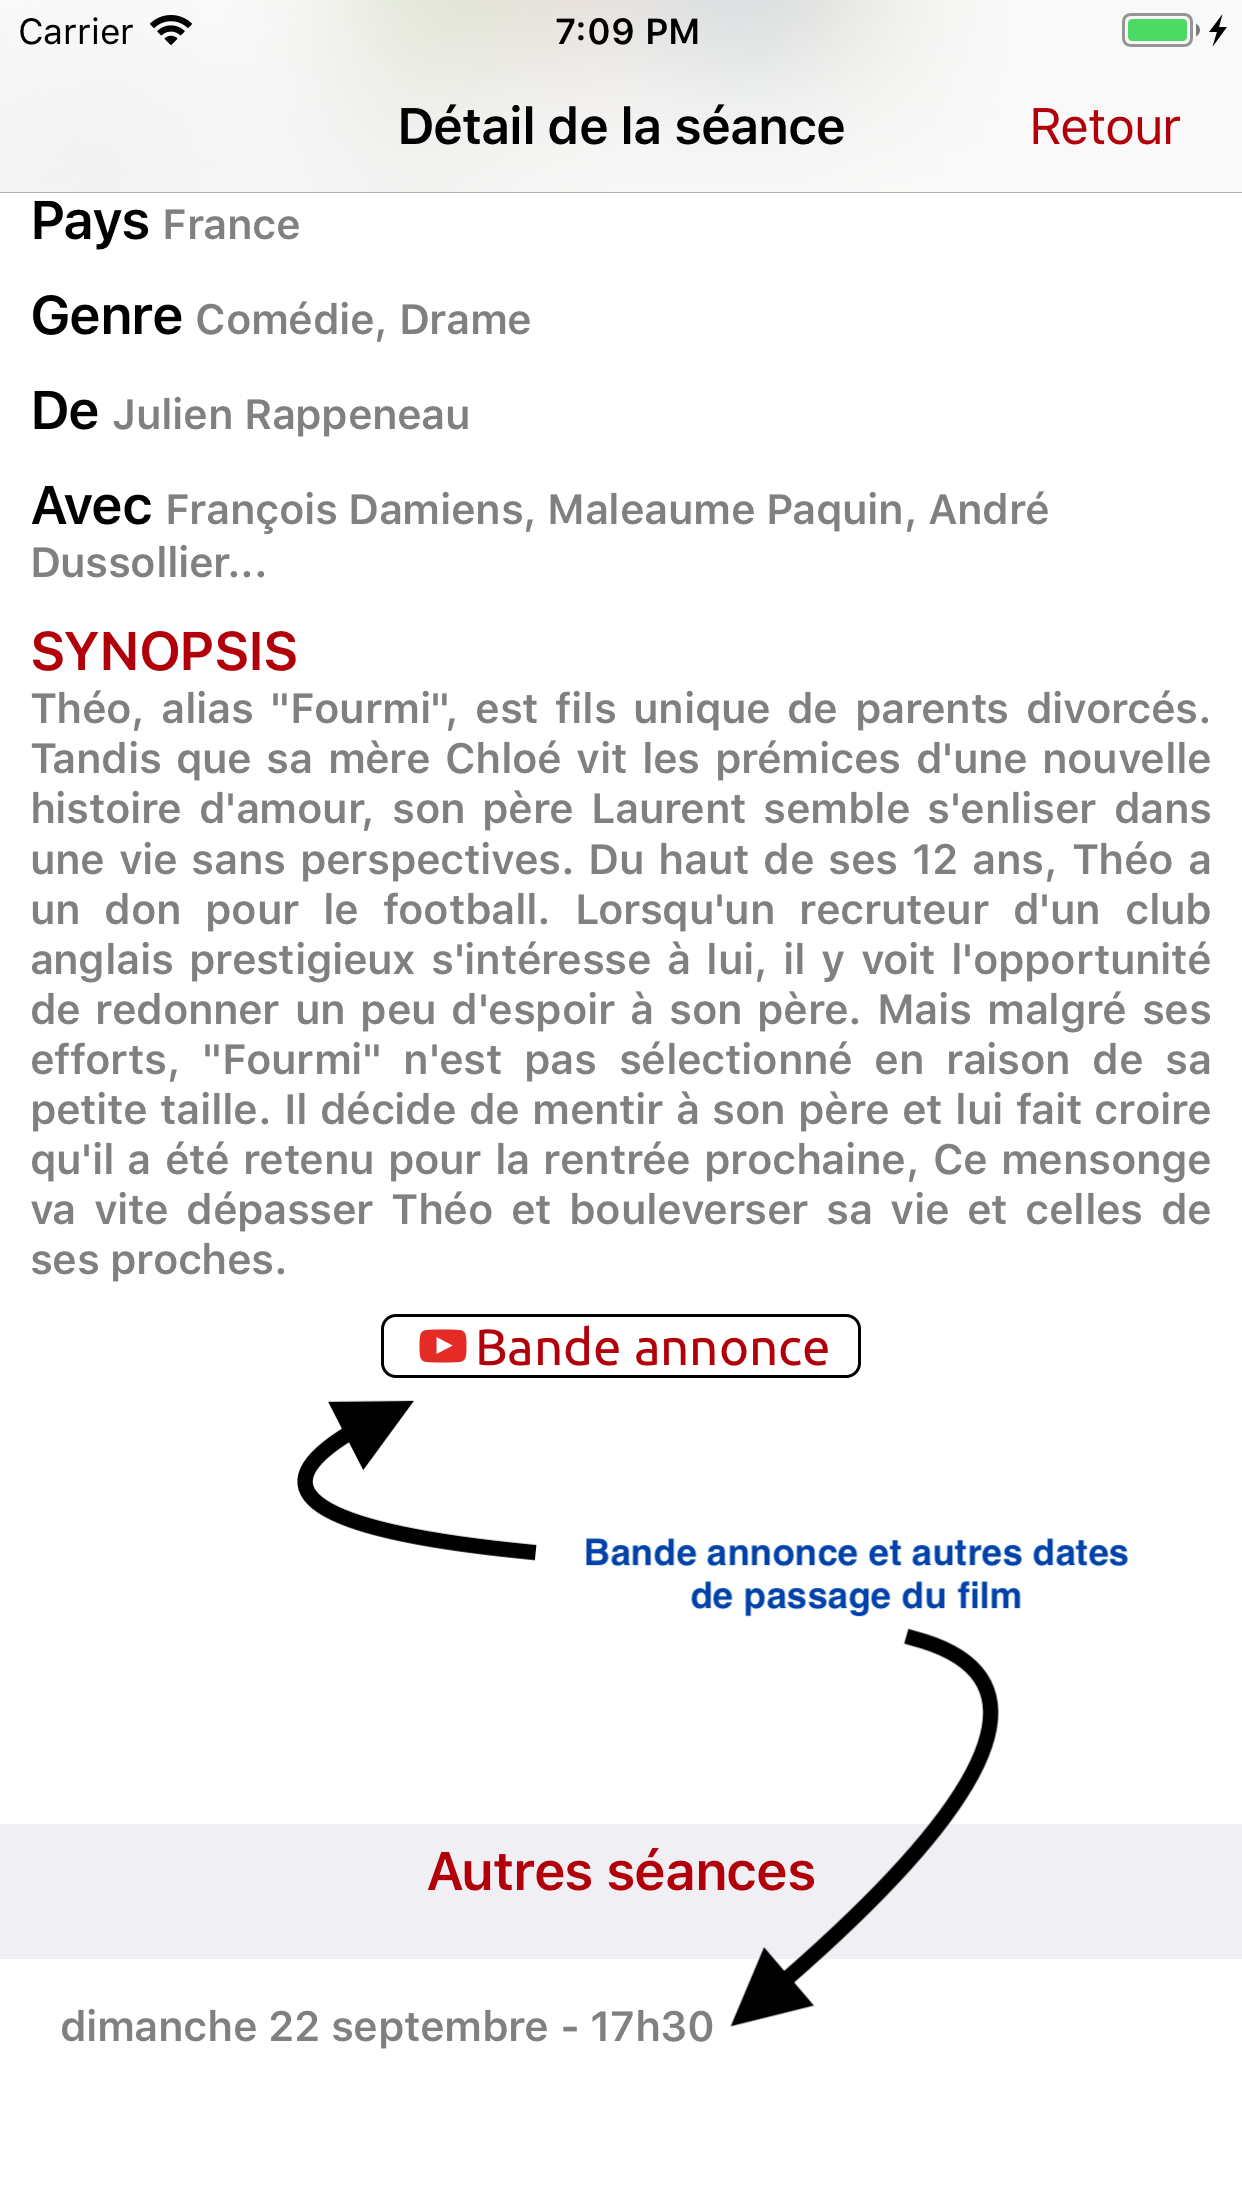 Carrier 7:09 PM
Détail de la séance Retour
Pays France
Genre Comédie, Drame
De Julien Rappeneau
Avec François Damiens, Maleaume Paquin, André
Dussollier...
SYNOPSIS
Théo, alias "Fourmi", est fils unique de parents divorcés.
Tandis que sa mère Chloé vit les prémices d'une nouvelle
histoire d'amour, son père Laurent semble s'enliser dans
une vie sans perspectives. Du haut de ses 12 ans, Théo a
un don pour le football. Lorsqu'un recruteur d'un club
anglais prestigieux s'intéresse à lui, il y voit l'opportunité
de redonner un peu d'espoir à son père. Mais malgré ses
efforts, "Fourmi" n'est pas sélectionné en raison de sa
petite taille. Il décide de mentir à son père et lui fait croire
qu'il a été retenu pour la rentrée prochaine, Ce mensonge
va vite dépasser Théo et bouleverser sa vie et celles de
ses proches.
Bande annonce
Bande annonce et autres dates
de passage du film
Autres séances
dimanche 22 septembre - 17h30